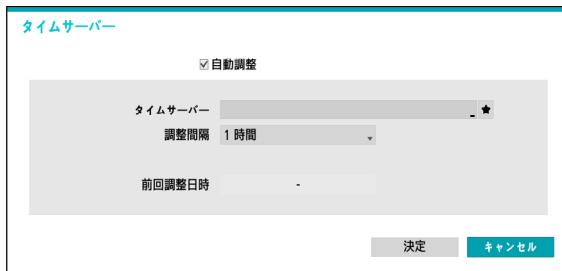 タイムサーバー
自動調整
タイムサーバー
調整間隔 1 時間
前回調整日時 -
決定 キャンセル